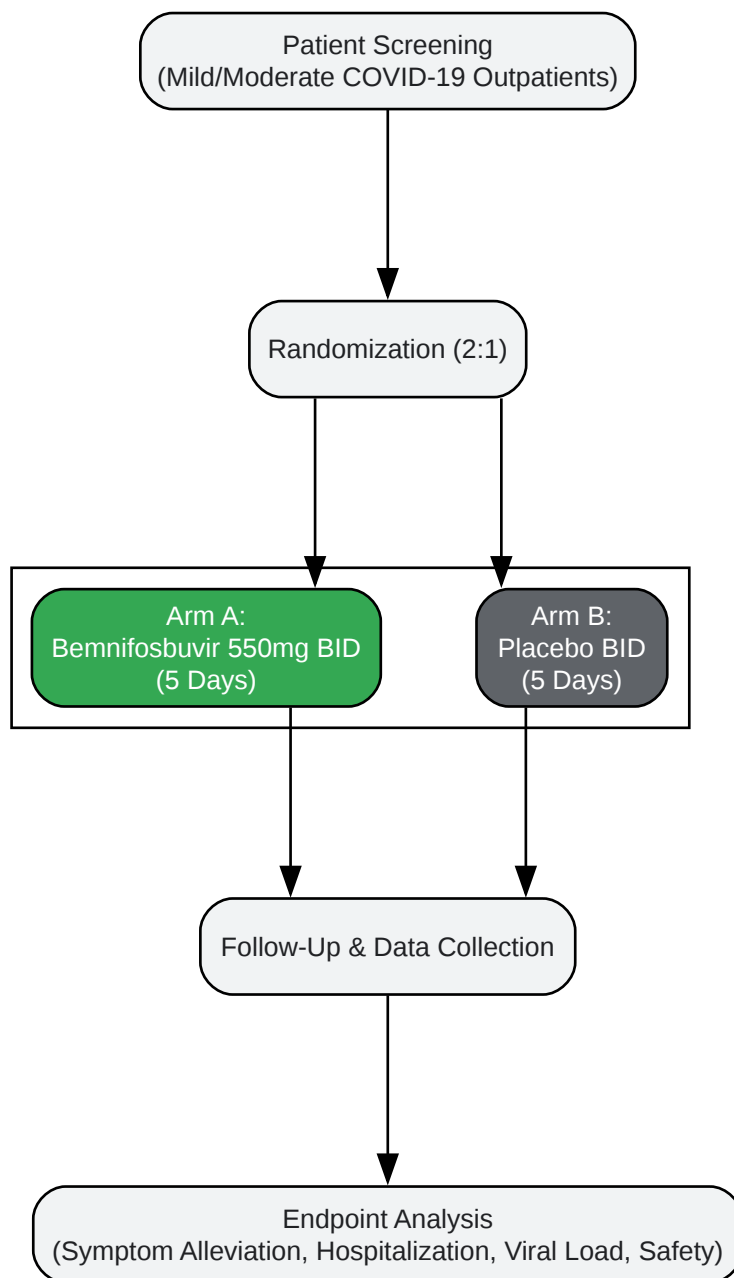 Patient Screening
(Mild/Moderate COVID-19 Outpatients)
Randomization (2:1)
Arm A:
Bemnifosbuvir 550mg BID
(5 Days)
Arm B:
Placebo BID
(5 Days)
Follow-Up & Data Collection
Endpoint Analysis
(Symptom Alleviation, Hospitalization, Viral Load, Safety)